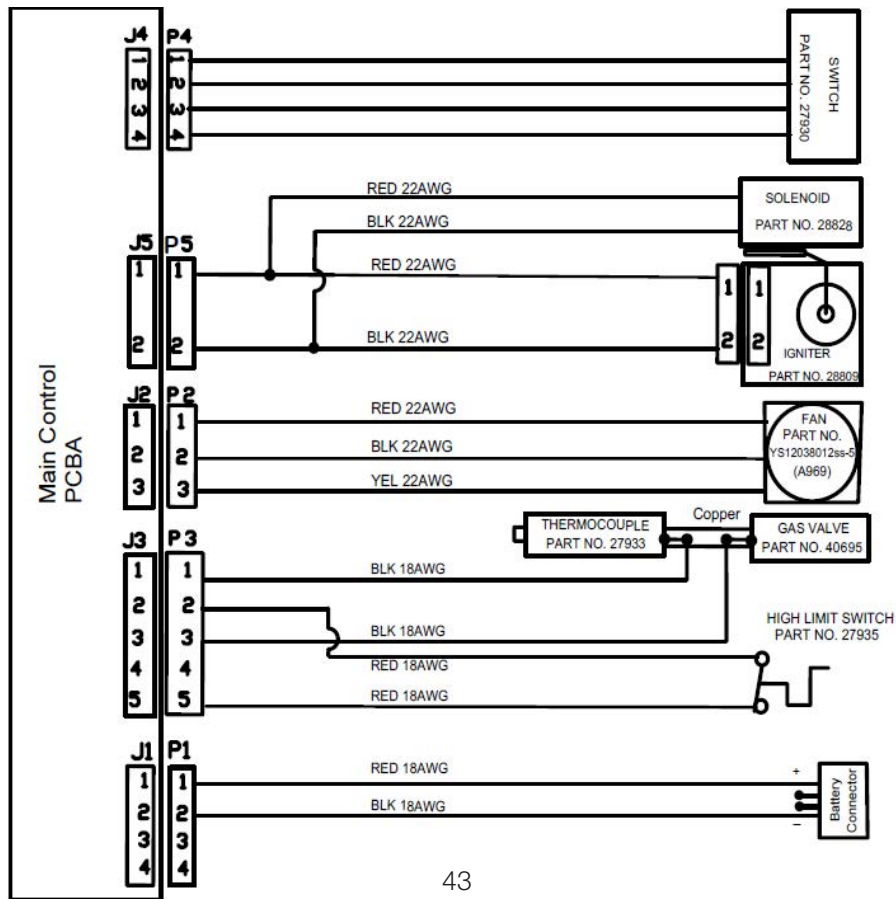 Main Control
PCBA
J4 P4
1 1
2 2
3 3
4 4
SWITCH
PART NO. 27930
J5 P5
1 1
2 2
RED 22AWG
BLK 22AWG
RED 22AWG
BLK 22AWG
SOLENOID
PART NO. 28828
1 1
2 2
IGNITER
PART NO. 28809
J2 P2
1 1
2 2
3 3
RED 22AWG
BLK 22AWG
YEL 22AWG
FAN
PART NO.
YS12038012ss-5
(A969)
J3 P3
1 1
2 2
3 3
4 4
5 5
THERMOCOUPLE
PART NO. 27933
Copper
GAS VALVE
PART NO. 40695
BLK 18AWG
BLK 18AWG
RED 18AWG
RED 18AWG
HIGH LIMIT SWITCH
PART NO. 27935
J1 P1
1 1
2 2
3 3
4 4
RED 18AWG
BLK 18AWG
+
–
Battery
Connector
43